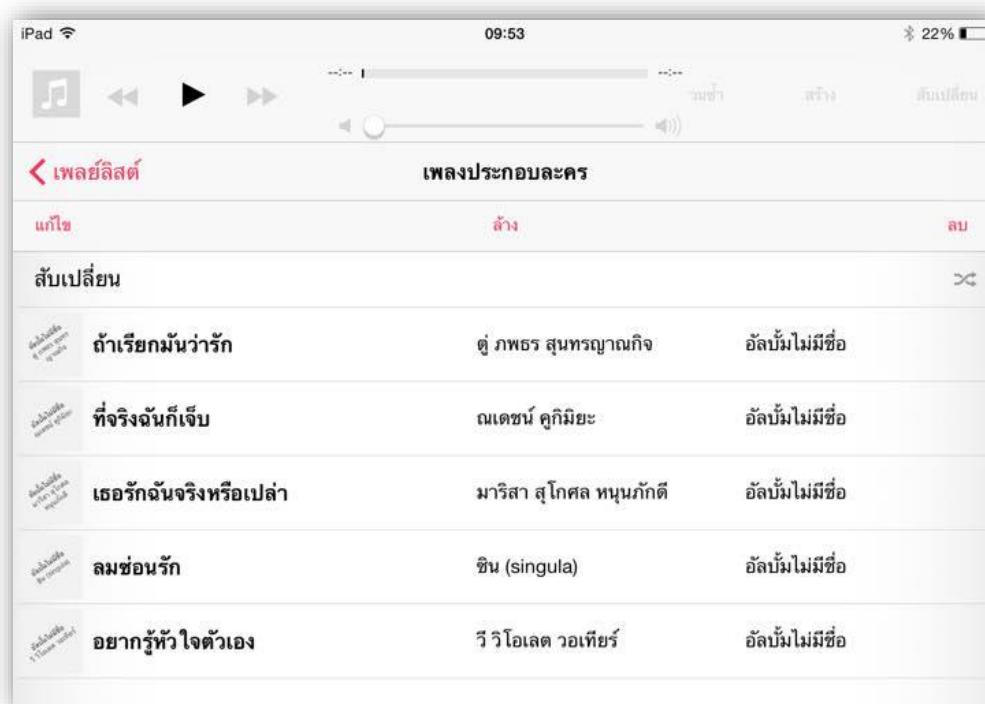 iPad 09:53 22%
--:-- --:--
วนซ้ำ สร้าง สับเปลี่ยน
เพลย์ลิสต์ เพลงประกอบละคร
แก้ไข ล้าง ลบ
สับเปลี่ยน
ถ้าเรียกมันว่ารัก ตู่ ภพธร สุนทรญาณกิจ อัลบั้มไม่มีชื่อ
ที่จริงฉันก็เจ็บ ณเดชน์ คูกิมิยะ อัลบั้มไม่มีชื่อ
เธอรักฉันจริงหรือเปล่า มาริสา สุโกศล หนุนภักดี อัลบั้มไม่มีชื่อ
ลมซ่อนรัก ซิน (singula) อัลบั้มไม่มีชื่อ
อยากรู้หัวใจตัวเอง วี วิโอเลต วอเทียร์ อัลบั้มไม่มีชื่อ